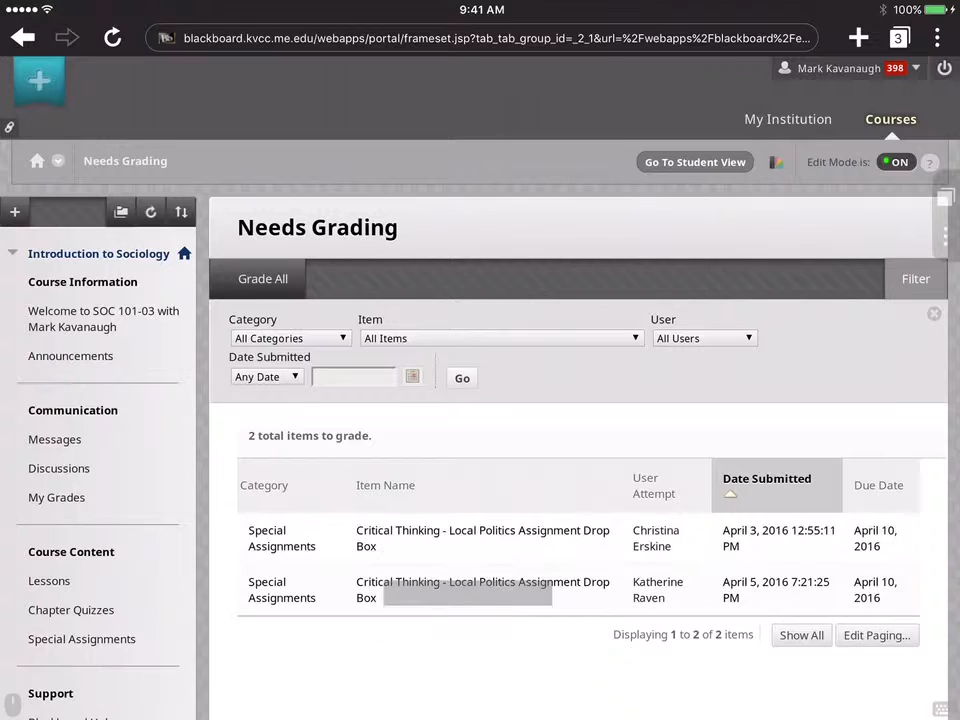 9:41 AM
100%
blackboard.kvcc.me.edu/webapps/portal/frameset.jsp?tab_tab_group_id=_2_1&url=%2Fwebapps%2Fblackboard%2Fe...
3
Mark Kavanaugh 398
My Institution Courses
Needs Grading
Go To Student View
Edit Mode is: ON ?
Introduction to Sociology
Course Information
Welcome to SOC 101-03 with
Mark Kavanaugh
Announcements
Communication
Messages
Discussions
My Grades
Course Content
Lessons
Chapter Quizzes
Special Assignments
Support
Needs Grading
Grade All
Filter
Category Item User
All Categories All Items All Users
Date Submitted
Any Date Go
2 total items to grade.
Category Item Name User Attempt Date Submitted Due Date
Special Critical Thinking - Local Politics Assignment Drop Christina April 3, 2016 12:55:11 April 10,
Assignments Box Erskine PM 2016
Special Critical Thinking - Local Politics Assignment Drop Katherine April 5, 2016 7:21:25 April 10,
Assignments Box Raven PM 2016
Displaying 1 to 2 of 2 items Show All Edit Paging...